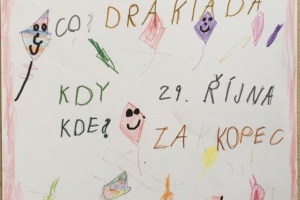 CO? DRAKIÁDA
KDY 29. ŘÍJNA
KDE? ZA KOPEC